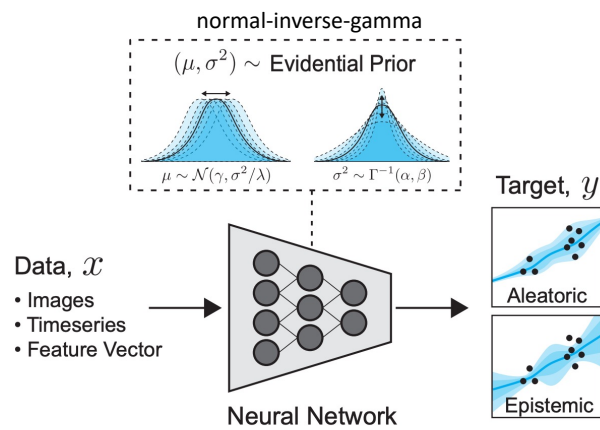 normal-inverse-gamma
(μ, σ²) ∼ Evidential Prior
μ ∼ 𝒩(γ, σ²/λ)
σ² ∼ Γ⁻¹(α, β)
Data, x
• Images
• Timeseries
• Feature Vector
Neural Network
Target, y
Aleatoric
Epistemic